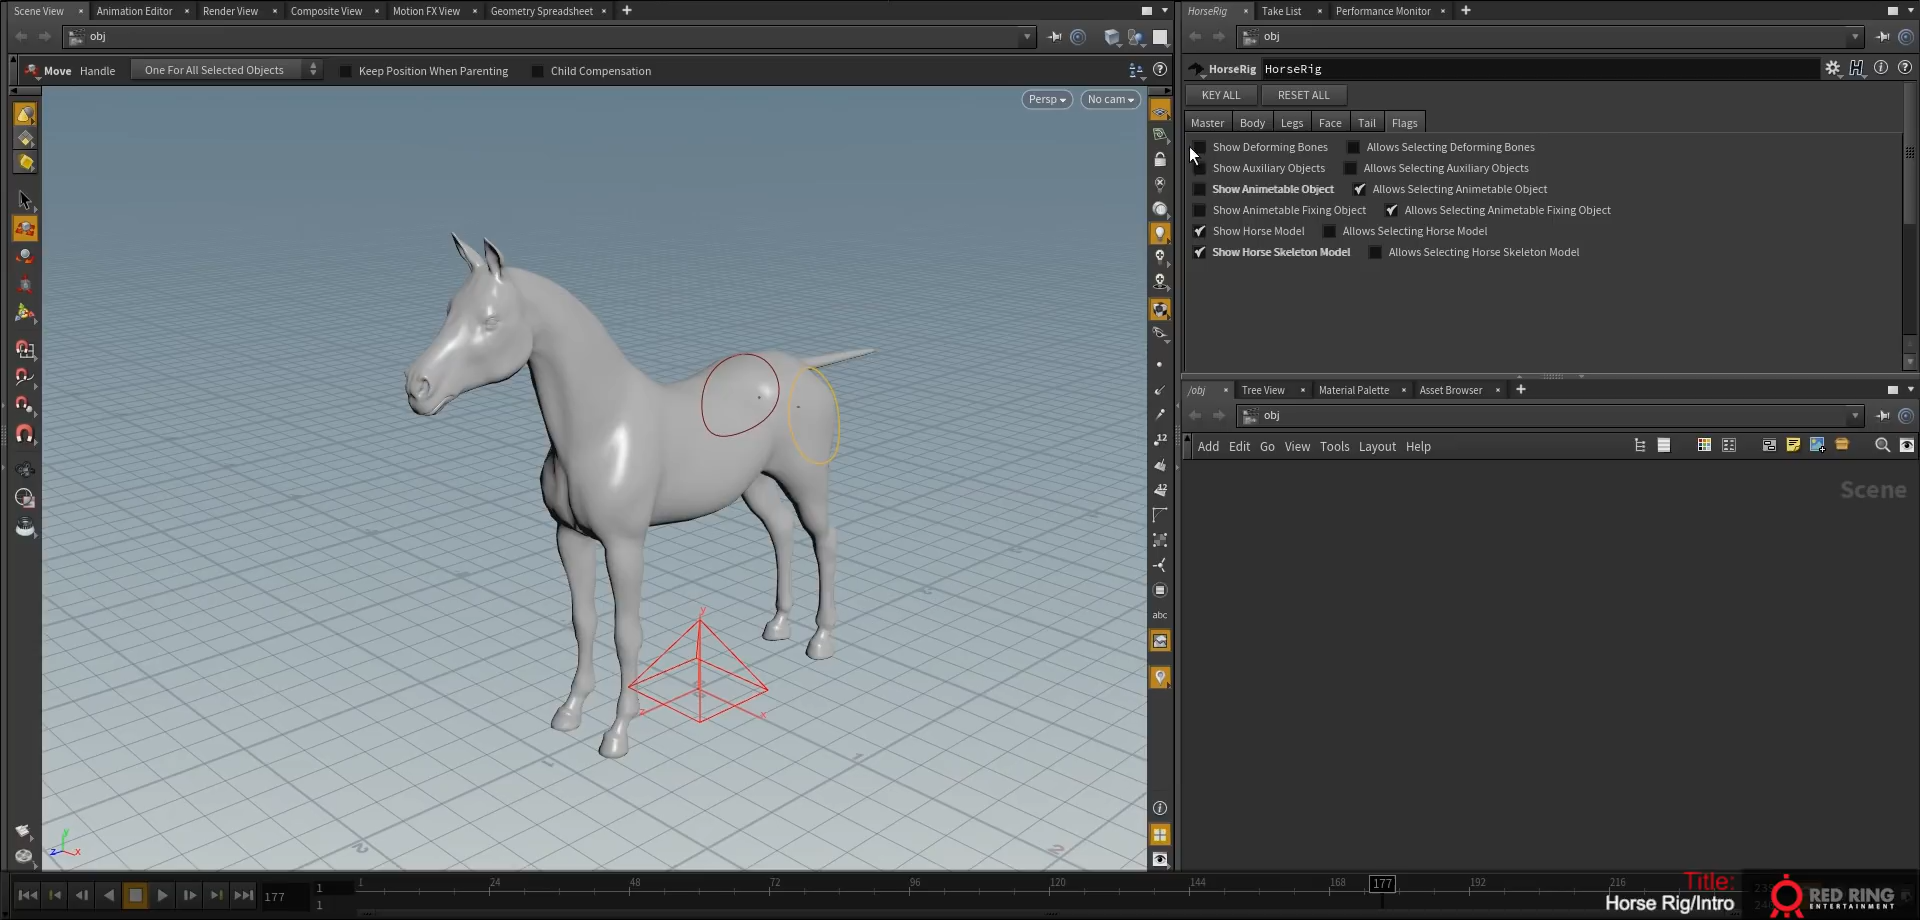 Scene View × Animation Editor × Render View × Composite View × Motion FX View × Geometry Spreadsheet × +
obj
Move Handle One For All Selected Objects Keep Position When Parenting Child Compensation
Persp No cam
HorseRig × Take List × Performance Monitor × +
obj
HorseRig HorseRig
KEY ALL RESET ALL
Master Body Legs Face Tail Flags
Show Deforming Bones Allows Selecting Deforming Bones
Show Auxiliary Objects Allows Selecting Auxiliary Objects
Show Animetable Object Allows Selecting Animetable Object
Show Animetable Fixing Object Allows Selecting Animetable Fixing Object
Show Horse Model Allows Selecting Horse Model
Show Horse Skeleton Model Allows Selecting Horse Skeleton Model
/obj × Tree View × Material Palette × Asset Browser × +
obj
Add Edit Go View Tools Layout Help
Scene
12
12
abc
y
z x
y
z x
177 1 1 24 48 72 96 120 144 168 177 192 216
1
Title:
Horse Rig/Intro
RED RING
ENTERTAINMENT